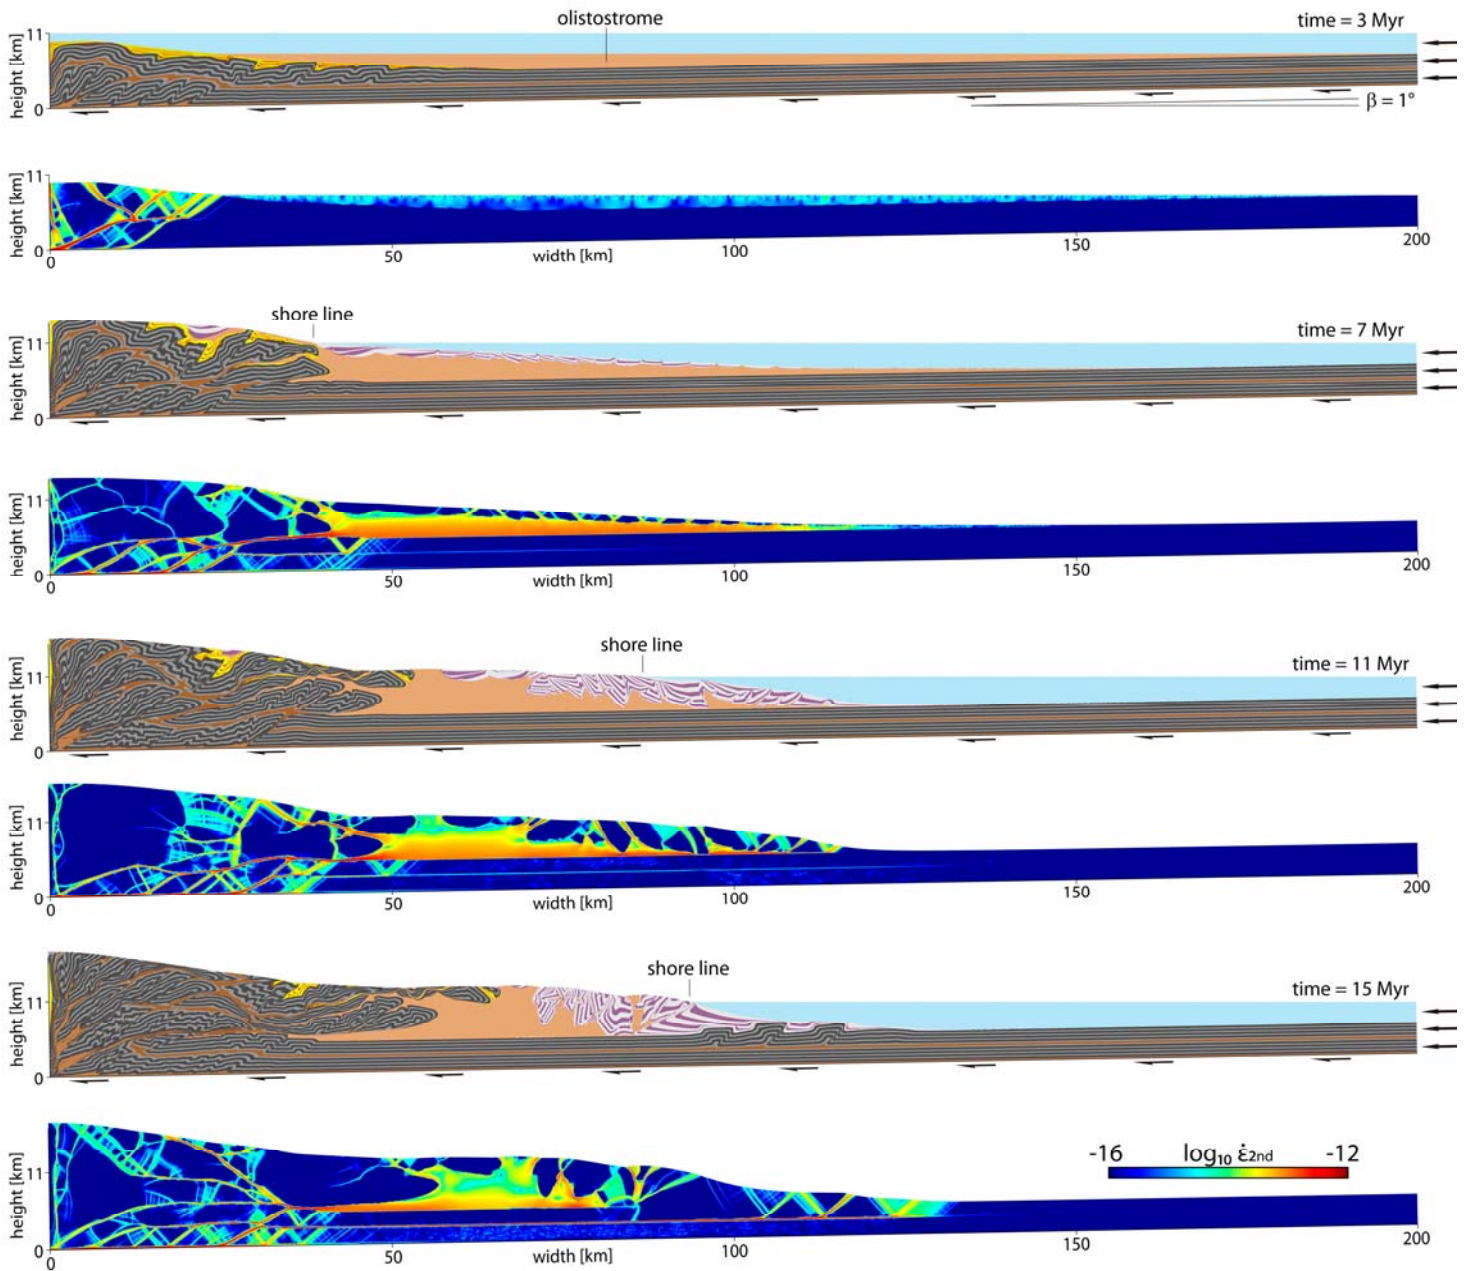 olistostrome
time = 3 Myr
11
height [km]
0
β = 1°
11
height [km]
0
0 50 width [km] 100 150 200
shore line
time = 7 Myr
11
height [km]
0
11
height [km]
0
0 50 width [km] 100 150 200
shore line
time = 11 Myr
11
height [km]
0
11
height [km]
0
0 50 width [km] 100 150 200
shore line
time = 15 Myr
11
height [km]
0
-16 log₁₀ ε̇₂nd -12
11
height [km]
0
0 50 width [km] 100 150 200